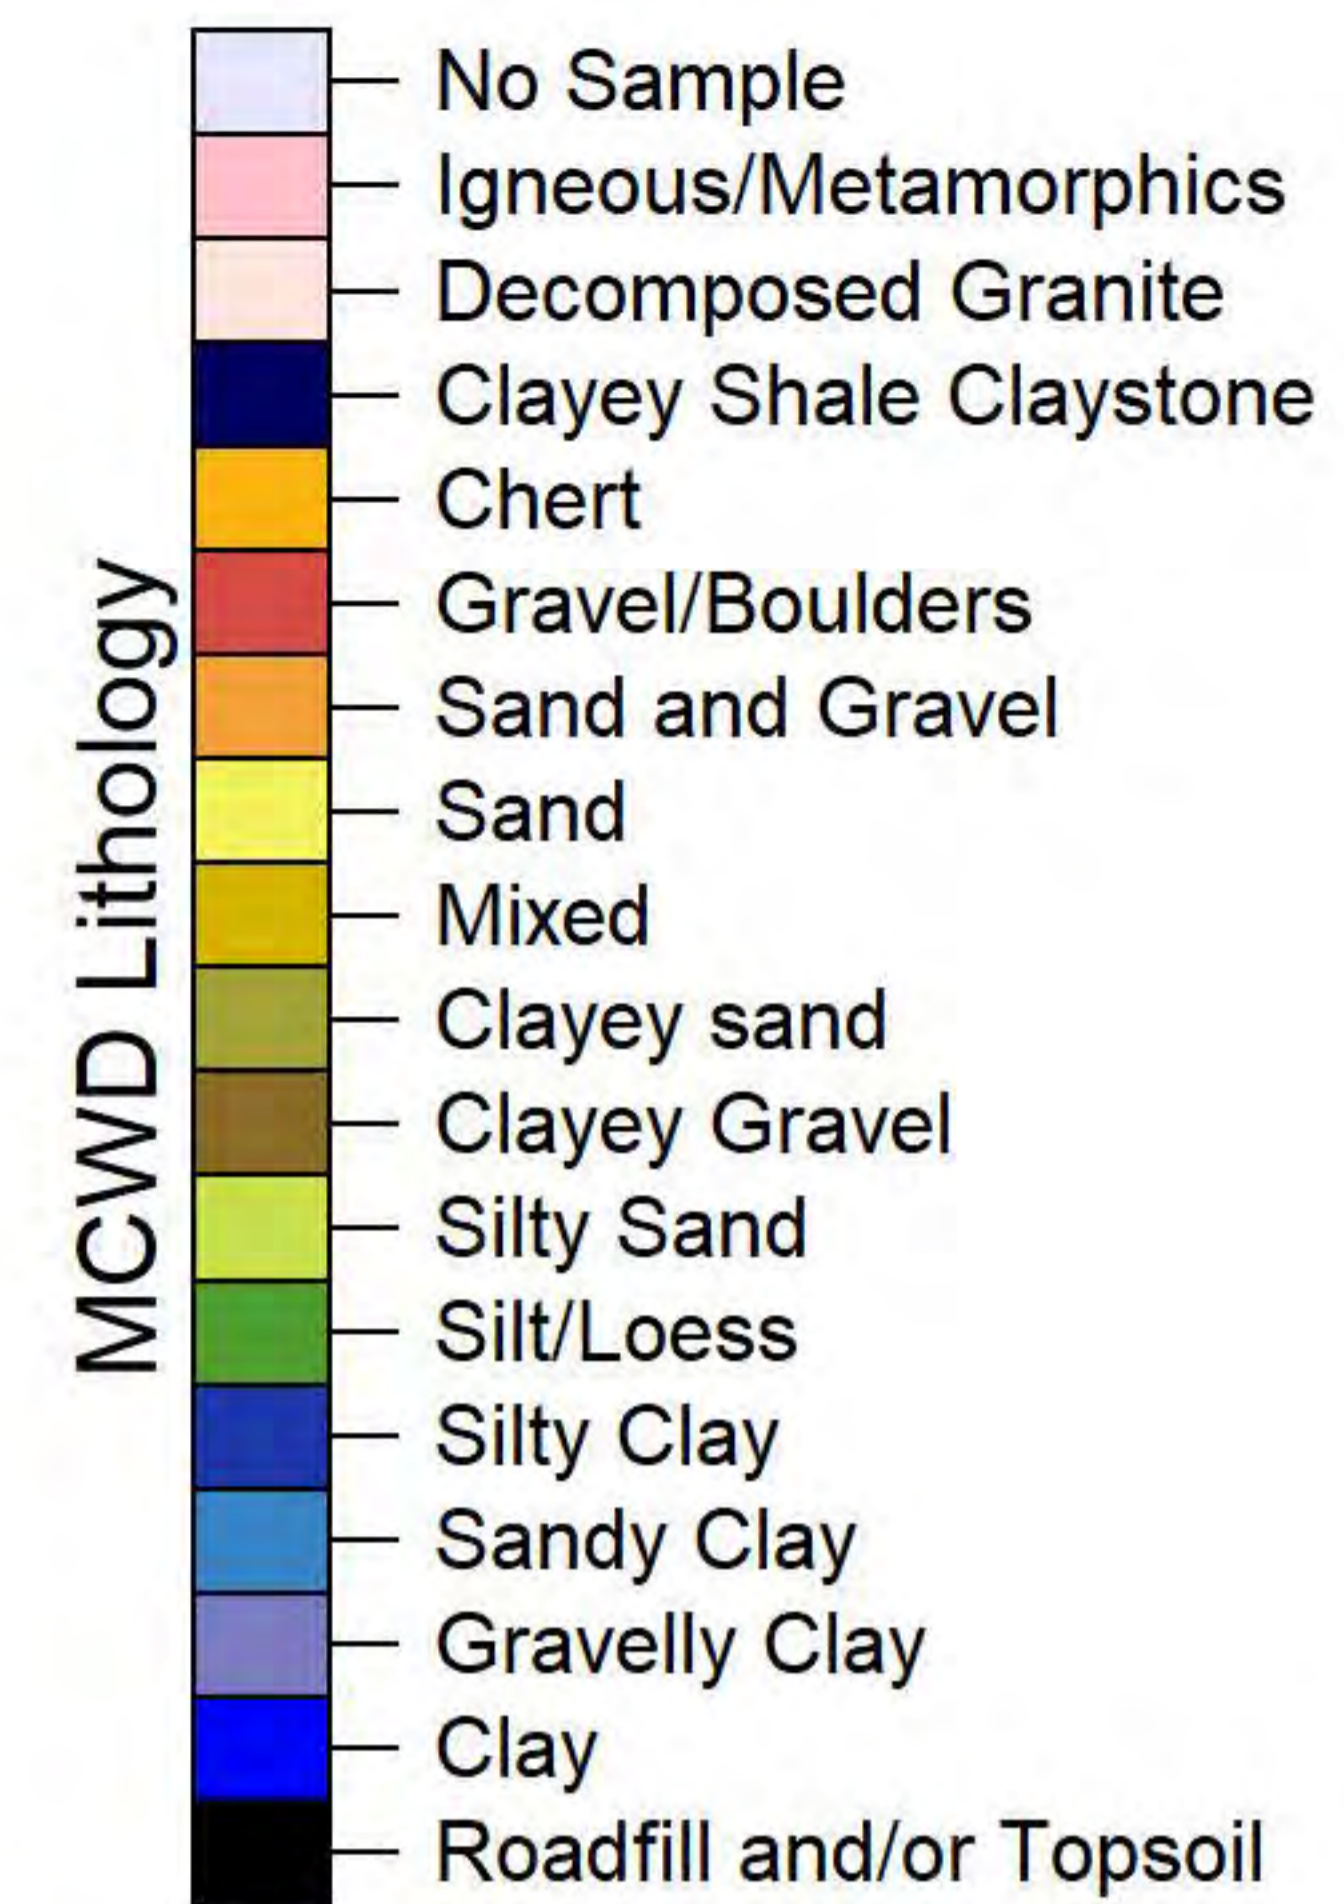 MCWD Lithology
No Sample
Igneous/Metamorphics
Decomposed Granite
Clayey Shale Claystone
Chert
Gravel/Boulders
Sand and Gravel
Sand
Mixed
Clayey sand
Clayey Gravel
Silty Sand
Silt/Loess
Silty Clay
Sandy Clay
Gravelly Clay
Clay
Roadfill and/or Topsoil